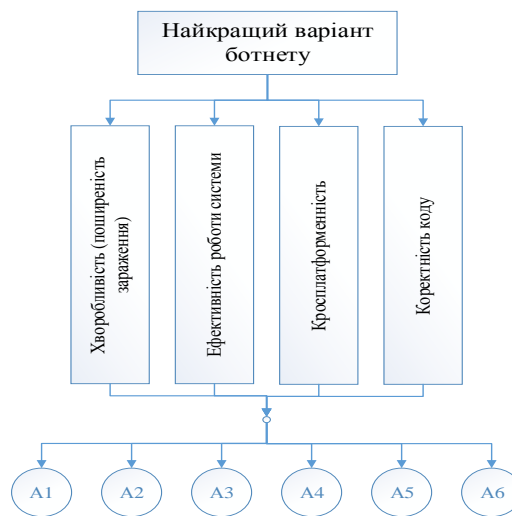 Найкращий варіант
ботнету
Хворобливість (поширеність
зараження)
Ефективність роботи системи
Кросплатформенність
Коректність коду
A1
A2
A3
A4
A5
A6